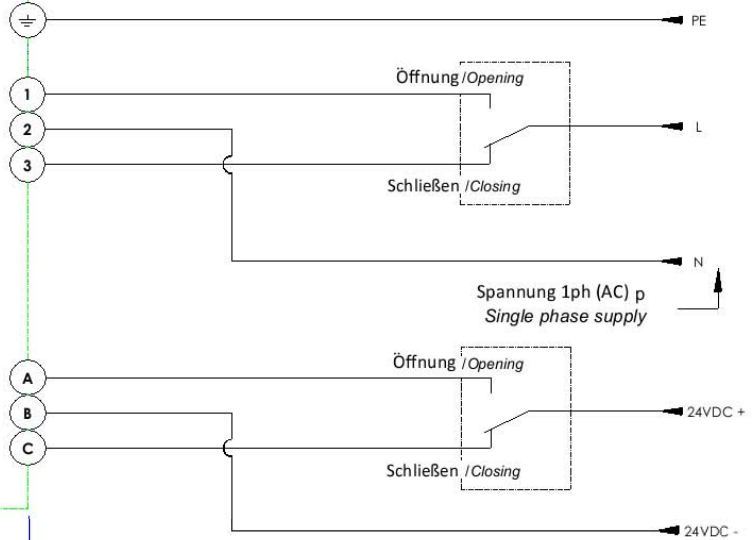 PE
Öffnung /Opening
1
L
2
3
Schließen /Closing
N
Spannung 1ph (AC) p
Single phase supply
Öffnung /Opening
A
24VDC +
B
C
Schließen /Closing
24VDC -